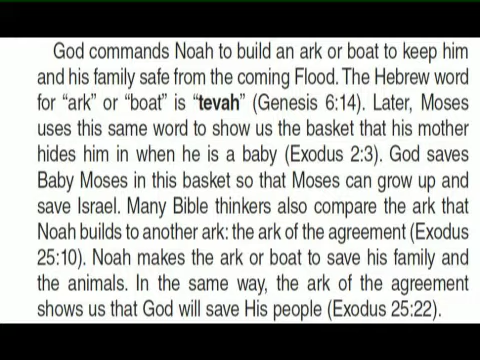 God commands Noah to build an ark or boat to keep him
and his family safe from the coming Flood. The Hebrew word
for “ark” or “boat” is “tevah” (Genesis 6:14). Later, Moses
uses this same word to show us the basket that his mother
hides him in when he is a baby (Exodus 2:3). God saves
Baby Moses in this basket so that Moses can grow up and
save Israel. Many Bible thinkers also compare the ark that
Noah builds to another ark: the ark of the agreement (Exodus
25:10). Noah makes the ark or boat to save his family and
the animals. In the same way, the ark of the agreement
shows us that God will save His people (Exodus 25:22).